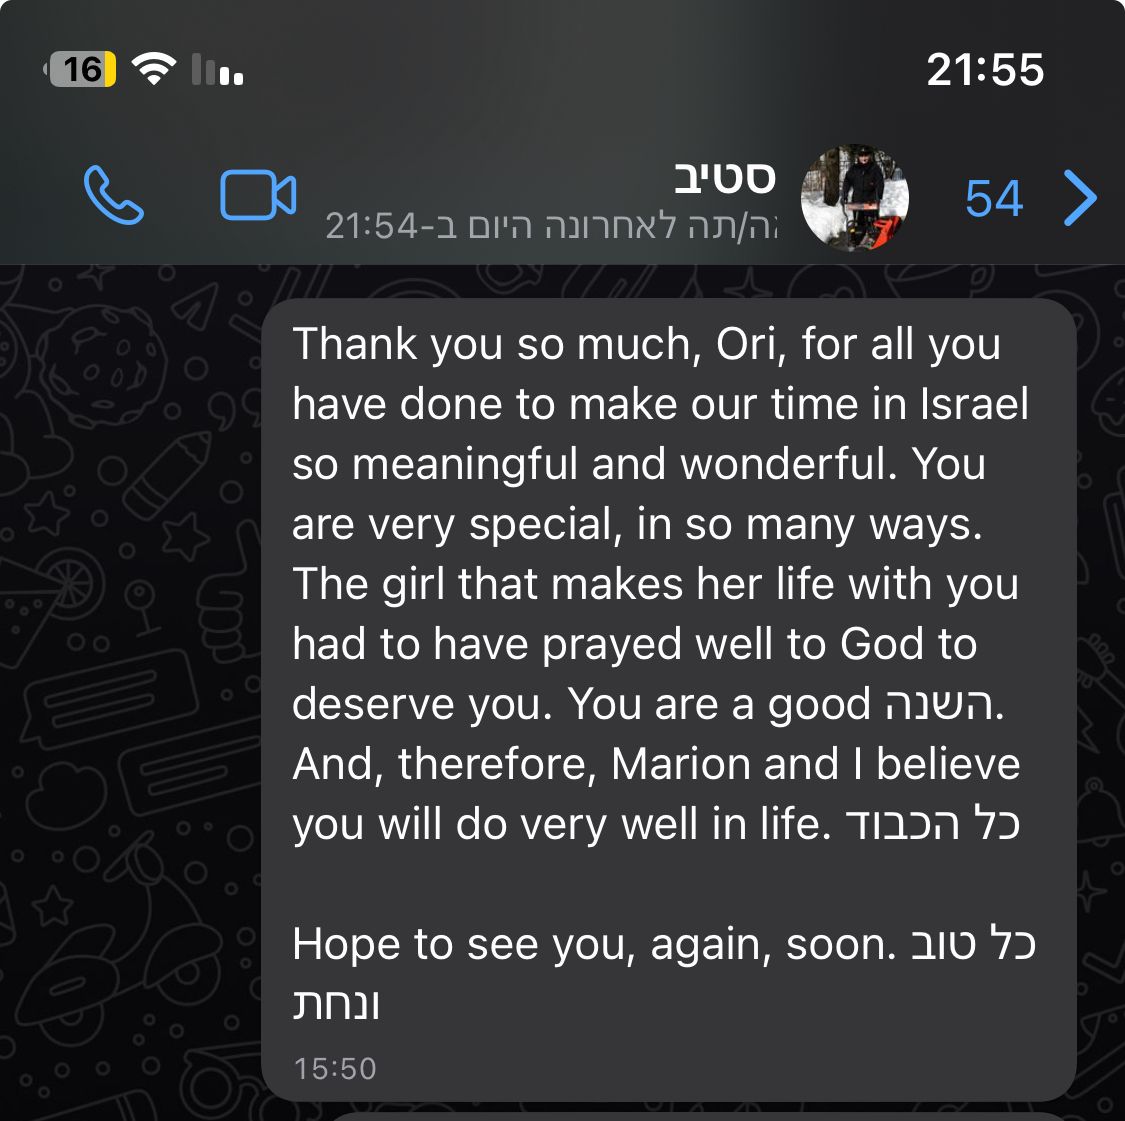 16
21:55
סטיב
ה/תה לאחרונה היום ב-21:54
54
Thank you so much, Ori, for all you
have done to make our time in Israel
so meaningful and wonderful. You
are very special, in so many ways.
The girl that makes her life with you
had to have prayed well to God to
deserve you. You are a good השנה.
And, therefore, Marion and I believe
you will do very well in life. כל הכבוד
Hope to see you, again, soon. כל טוב
ונחת
15:50